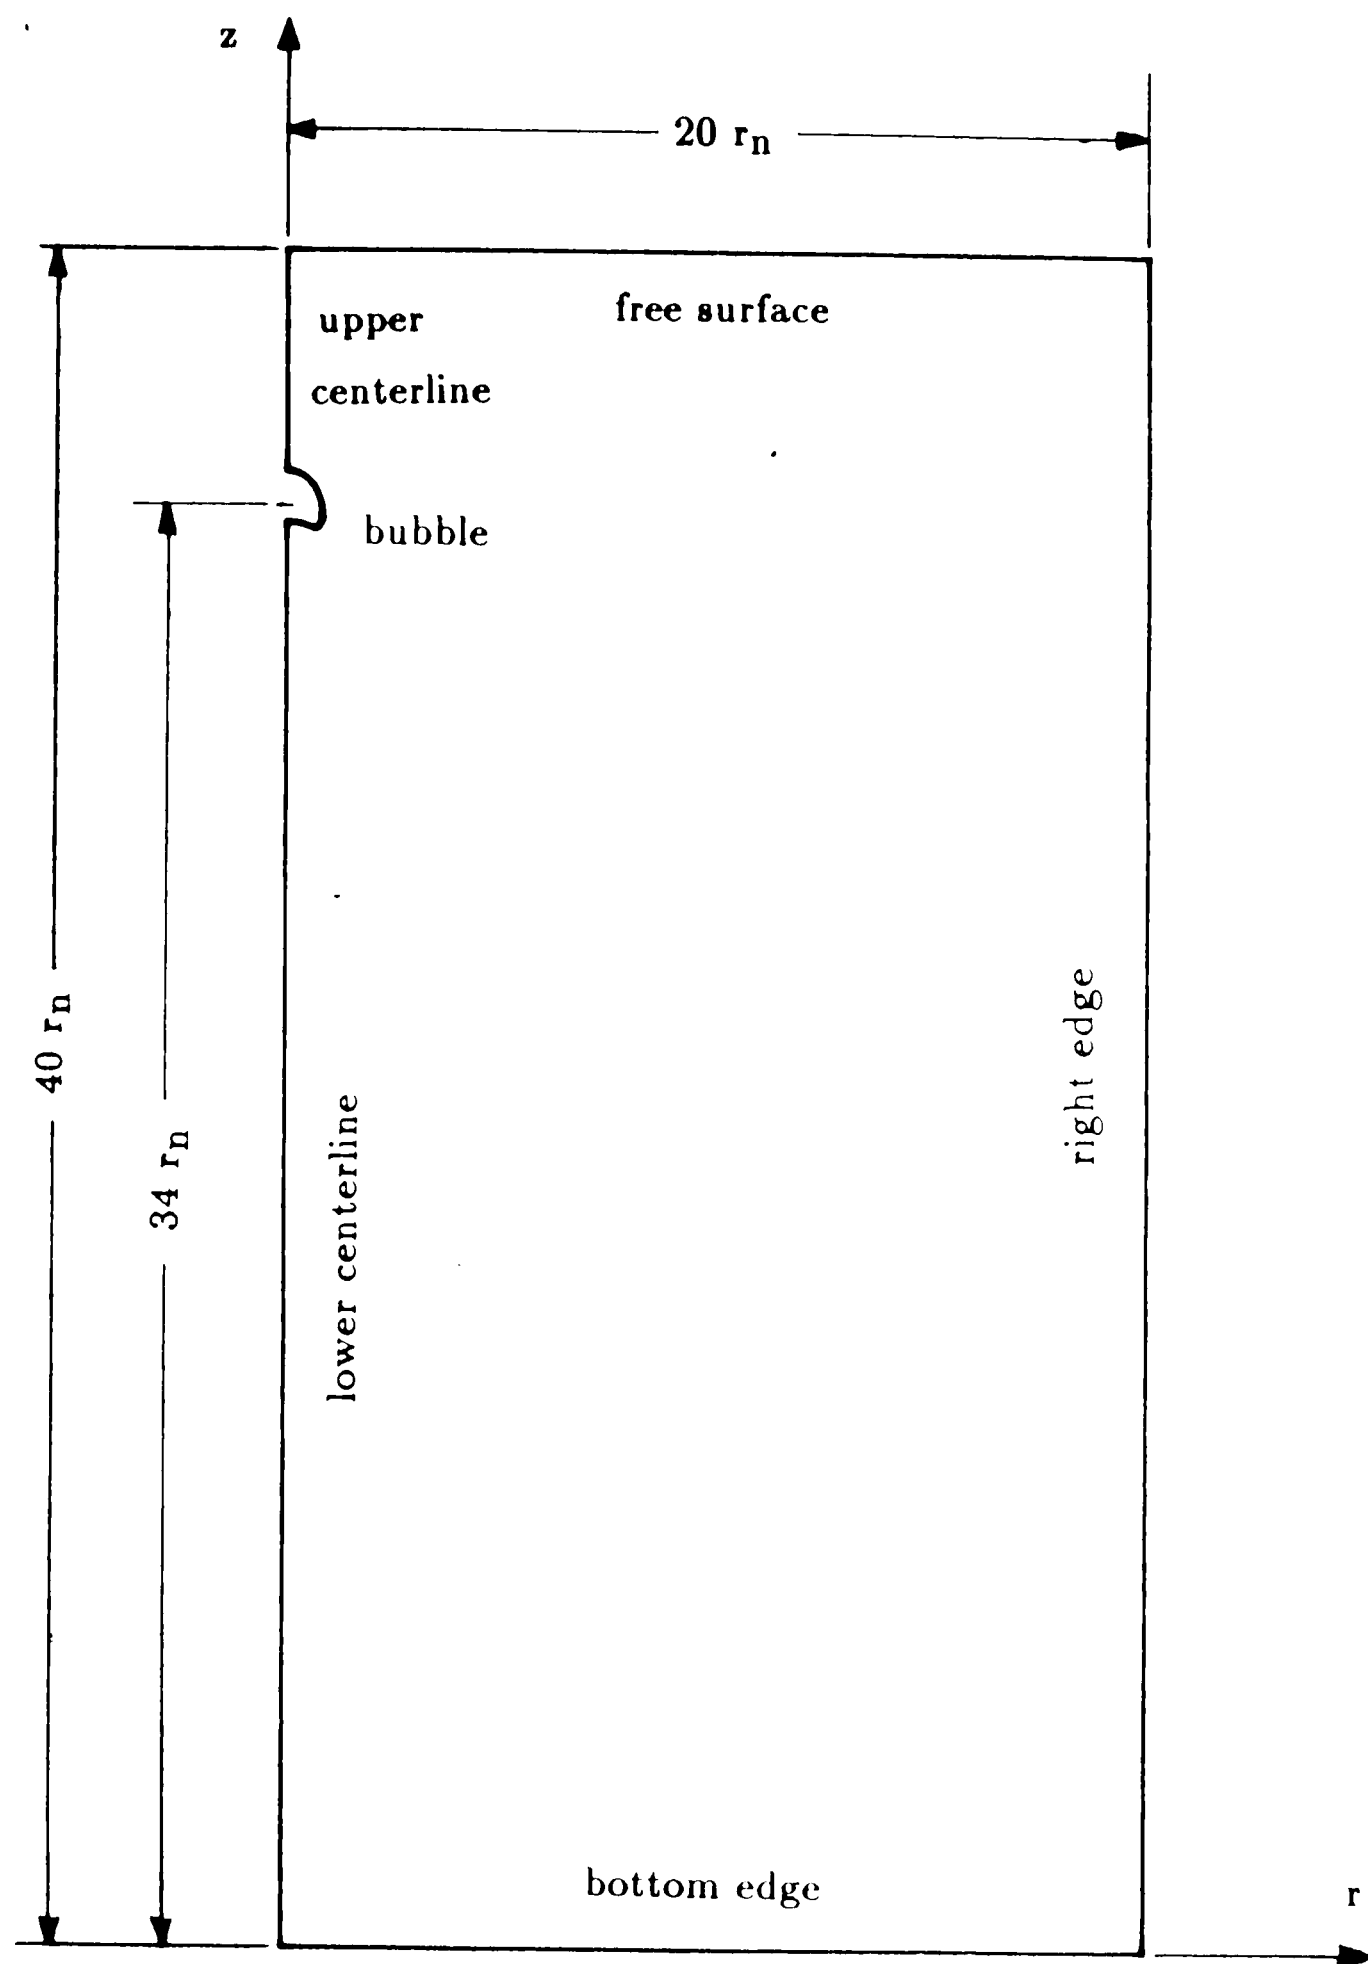 z
20 rn
upper
centerline
free surface
bubble
40 rn
34 rn
lower centerline
right edge
bottom edge
r